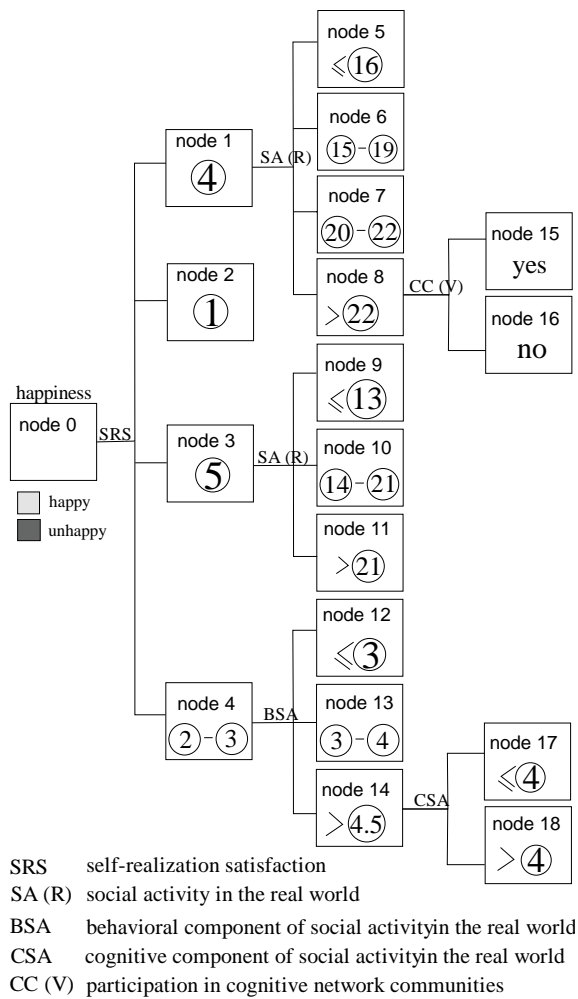 node 5
≤16
node 6
15-19
node 1
4
SA (R)
node 7
20-22
node 8
>22
CC (V)
node 15
yes
node 16
no
node 2
1
node 9
≤13
happiness
node 0
SRS
node 3
5
SA (R)
node 10
14-21
node 11
>21
happy
unhappy
node 12
≤3
node 4
2-3
BSA
node 13
3-4
node 14
>4.5
CSA
node 17
≤4
node 18
>4
SRS self-realization satisfaction
SA (R) social activity in the real world
BSA behavioral component of social activityin the real world
CSA cognitive component of social activityin the real world
CC (V) participation in cognitive network communities